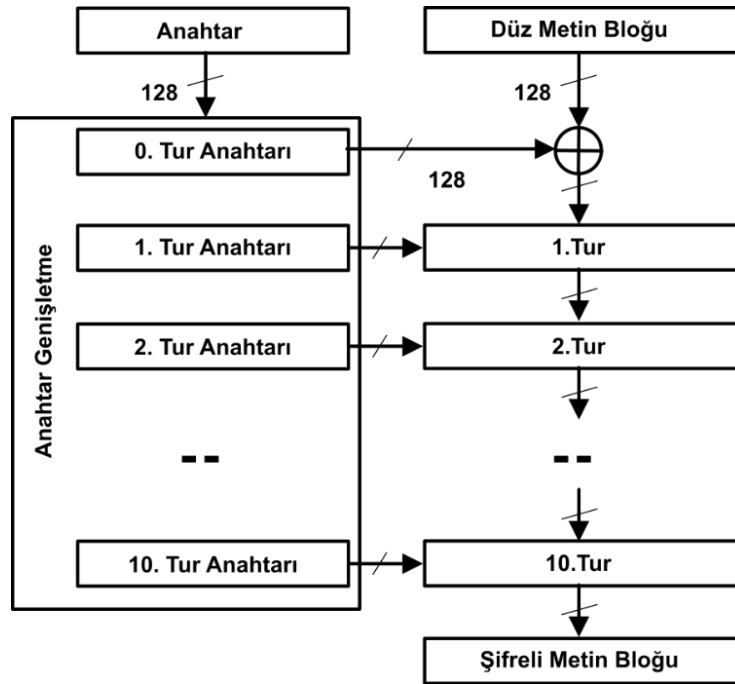 Anahtar
Düz Metin Bloğu
128
128
0. Tur Anahtarı
128
Anahtar Genişletme
1. Tur Anahtarı
1.Tur
2. Tur Anahtarı
2.Tur
10. Tur Anahtarı
10.Tur
Şifreli Metin Bloğu